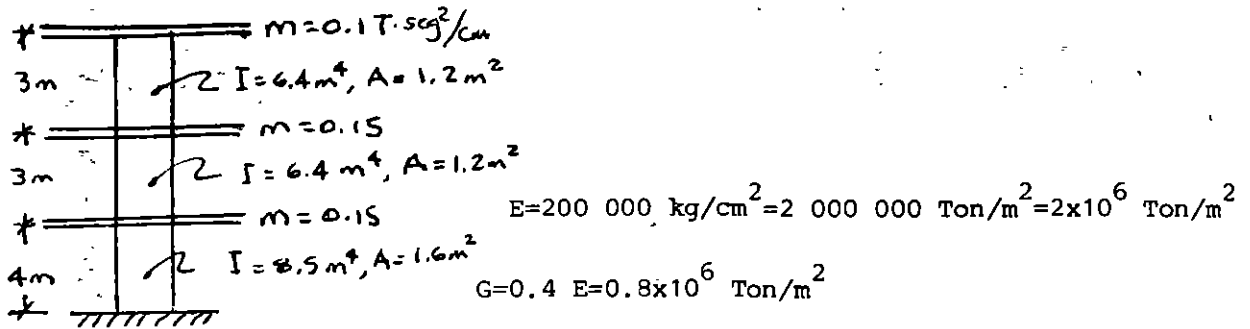 m=0.1 T·seg²/cm
3m
I=6.4m⁴, A=1.2m²
m=0.15
3m
I=6.4 m⁴, A=1.2m²
m=0.15
E=200 000 kg/cm²=2 000 000 Ton/m²=2x10⁶ Ton/m²
4m
I=8.5m⁴, A=1.6m²
G=0.4 E=0.8x10⁶ Ton/m²